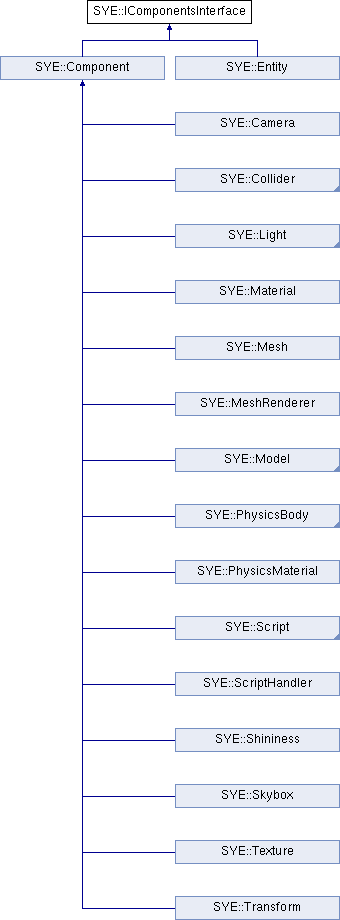 SYE::IComponentsInterface
SYE::Component
SYE::Entity
SYE::Camera
SYE::Collider
SYE::Light
SYE::Material
SYE::Mesh
SYE::MeshRenderer
SYE::Model
SYE::PhysicsBody
SYE::PhysicsMaterial
SYE::Script
SYE::ScriptHandler
SYE::Shininess
SYE::Skybox
SYE::Texture
SYE::Transform